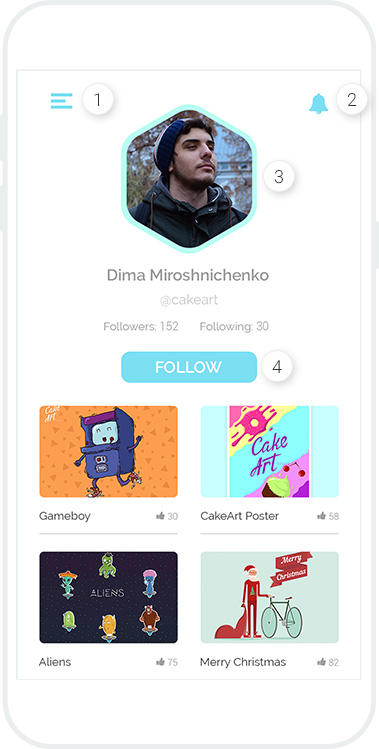 1
2
3
Dima Miroshnichenko
@cakeart
Followers: 152 Following: 30
FOLLOW 4
Cake
Art
Cake
Art
Gameboy 30
CakeArt Poster 58
ALIENS
Merry
Christmas
Aliens 75
Merry Christmas 82